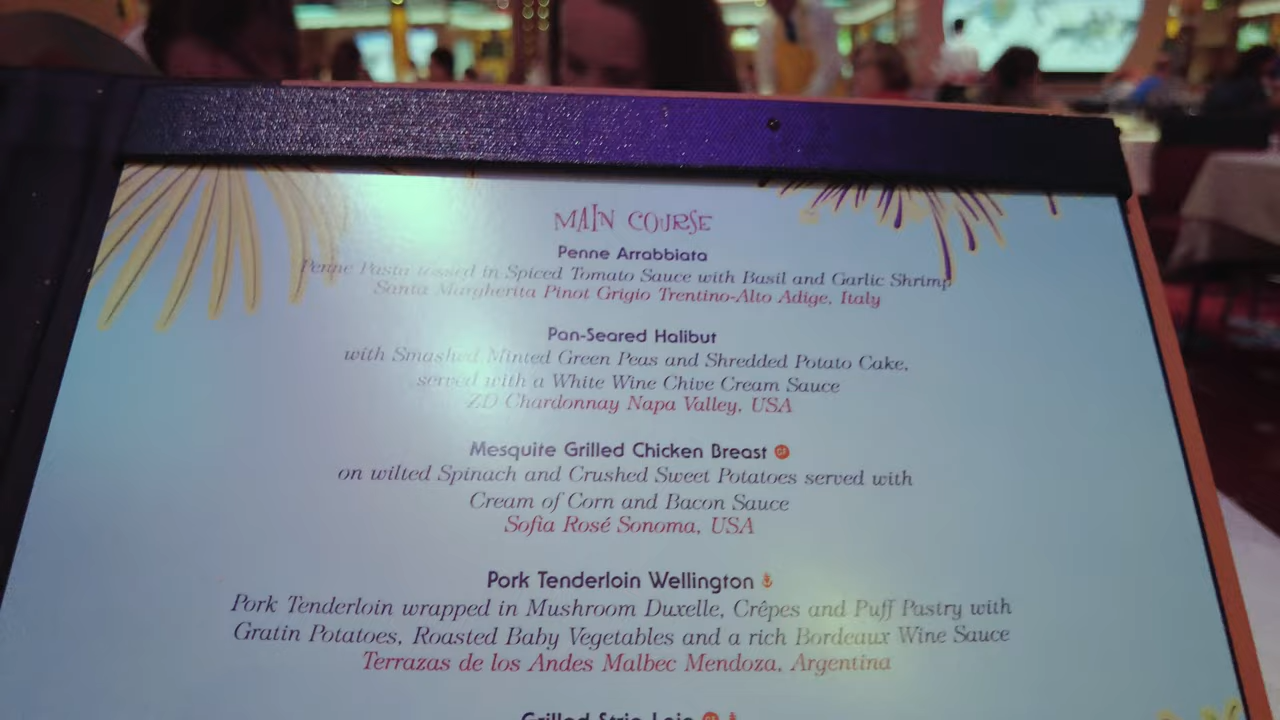 MAIN COURSE
Penne Arrabbiata
Penne Pasta tossed in Spiced Tomato Sauce with Basil and Garlic Shrimp
Santa Margherita Pinot Grigio Trentino-Alto Adige, Italy
Pan-Seared Halibut
with Smashed Minted Green Peas and Shredded Potato Cake,
served with a White Wine Chive Cream Sauce
ZD Chardonnay Napa Valley, USA
Mesquite Grilled Chicken Breast GF
on wilted Spinach and Crushed Sweet Potatoes served with
Cream of Corn and Bacon Sauce
Sofia Rosé Sonoma, USA
Pork Tenderloin Wellington
Pork Tenderloin wrapped in Mushroom Duxelle, Crêpes and Puff Pastry with
Gratin Potatoes, Roasted Baby Vegetables and a rich Bordeaux Wine Sauce
Terrazas de los Andes Malbec Mendoza, Argentina
Grilled Strip Loin